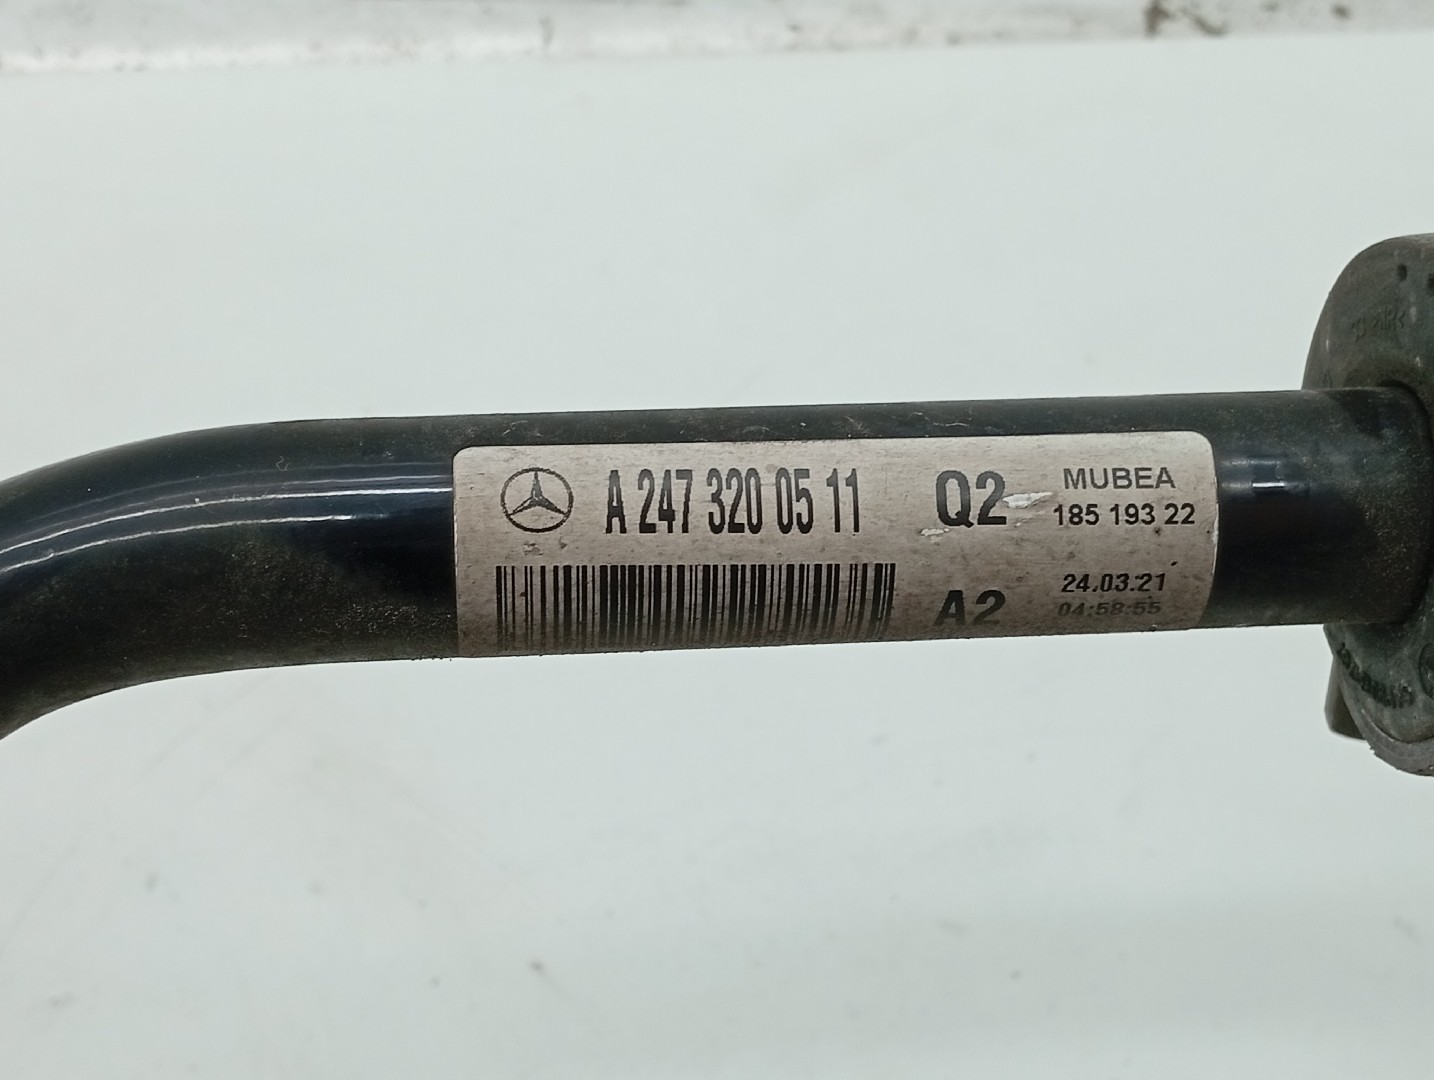 A 247 320 05 11
Q2
MUBEA
185 193 22
A2
24.03.21
04:58:55